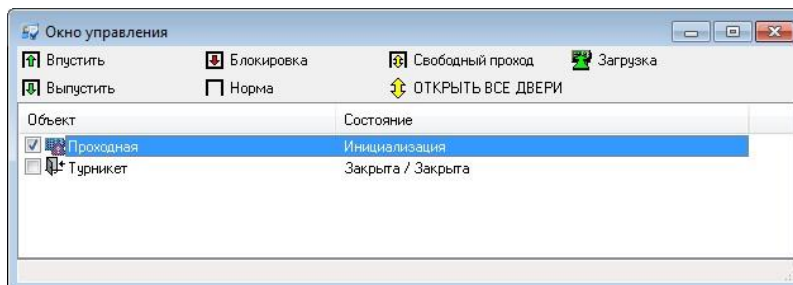 Окно управления
Впустить Блокировка Свободный проход Загрузка
Выпустить Норма ОТКРЫТЬ ВСЕ ДВЕРИ
Объект Состояние
Проходная Инициализация
Турникет Закрыта / Закрыта